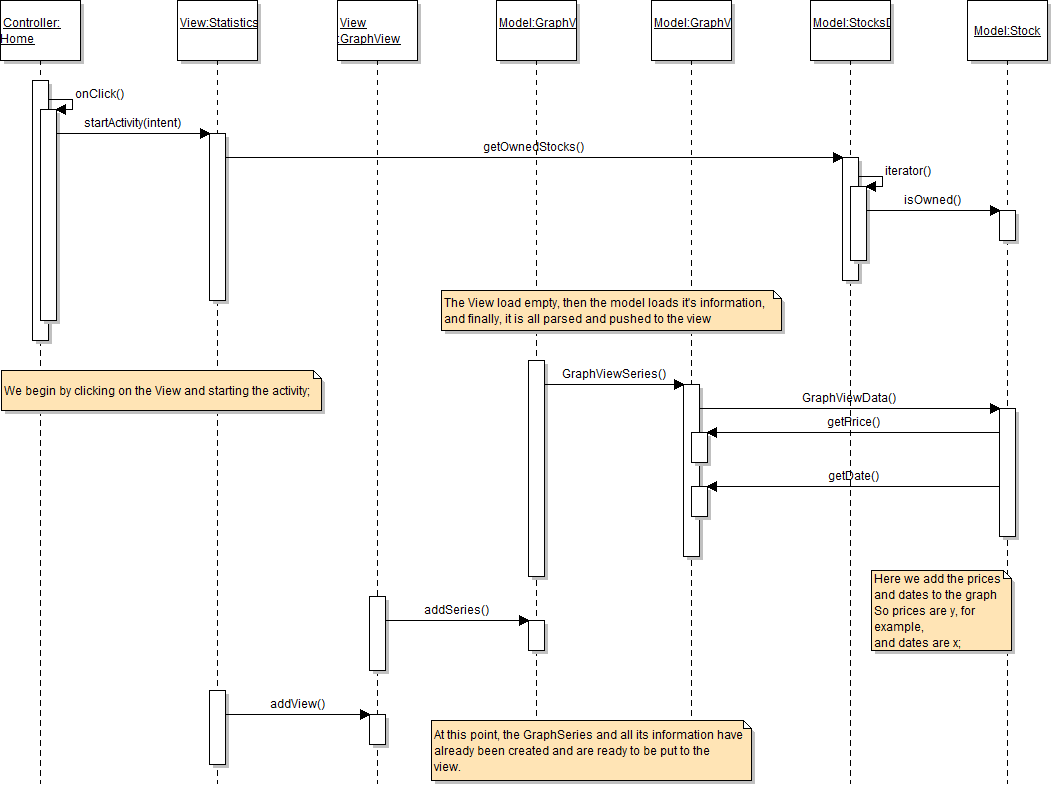 Controller:
Home
View:Statistics
View
:GraphView
Model:GraphV
Model:GraphV
Model:StocksD
Model:Stock
onClick()
startActivity(intent)
getOwnedStocks()
iterator()
isOwned()
The View load empty, then the model loads it's information,
and finally, it is all parsed and pushed to the view
We begin by clicking on the View and starting the activity;
GraphViewSeries()
GraphViewData()
getPrice()
getDate()
Here we add the prices
and dates to the graph
So prices are y, for
example,
and dates are x;
addSeries()
addView()
At this point, the GraphSeries and all its information have
already been created and are ready to be put to the
view.